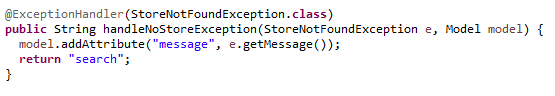 @ExceptionHandler(StoreNotFoundException.class)
public String handleNoStoreException(StoreNotFoundException e, Model model) {
  model.addAttribute("message", e.getMessage());
  return "search";
}